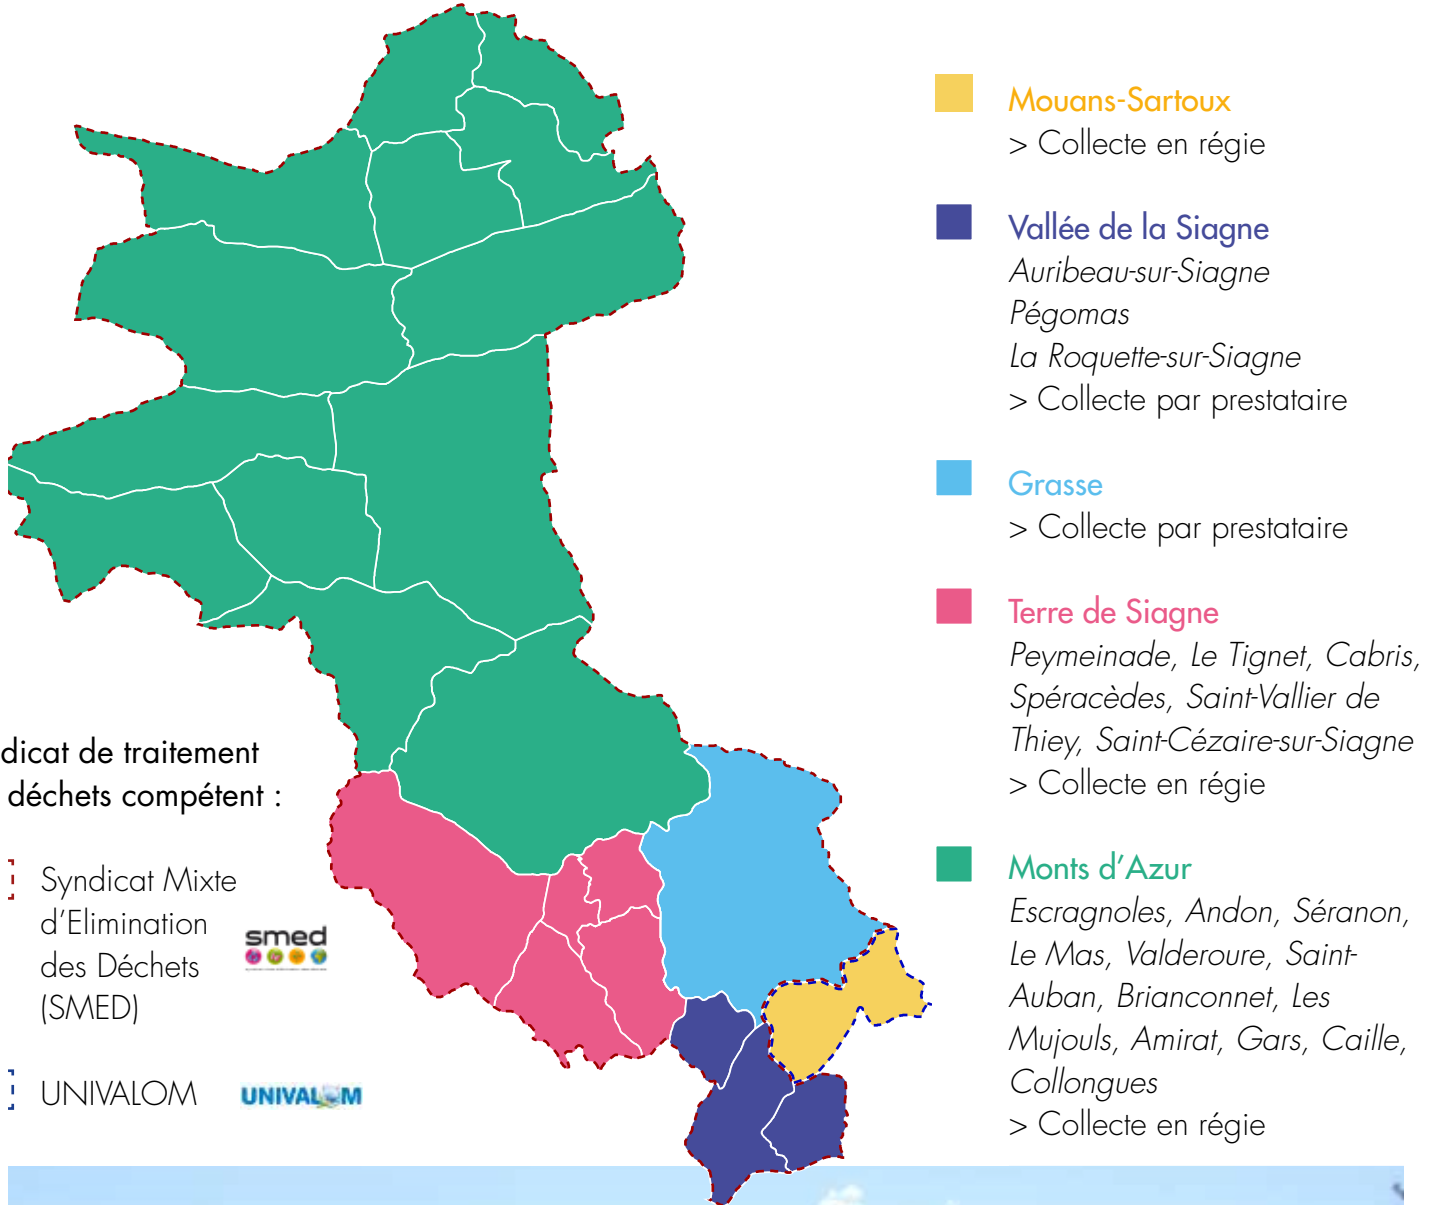 Mouans-Sartoux
> Collecte en régie
Vallée de la Siagne
Auribeau-sur-Siagne
Pégomas
La Roquette-sur-Siagne
> Collecte par prestataire
Grasse
> Collecte par prestataire
Terre de Siagne
Peymeinade, Le Tignet, Cabris,
Spéracèdes, Saint-Vallier de
Thiey, Saint-Cézaire-sur-Siagne
> Collecte en régie
Monts d'Azur
Escragnoles, Andon, Séranon,
Le Mas, Valderoure, Saint-
Auban, Brianconnet, Les
Mujouls, Amirat, Gars, Caille,
Collongues
> Collecte en régie
dicat de traitement
déchets compétent :
Syndicat Mixte
d'Elimination
des Déchets
(SMED)
smed
UNIVALOM
UNIVALOM